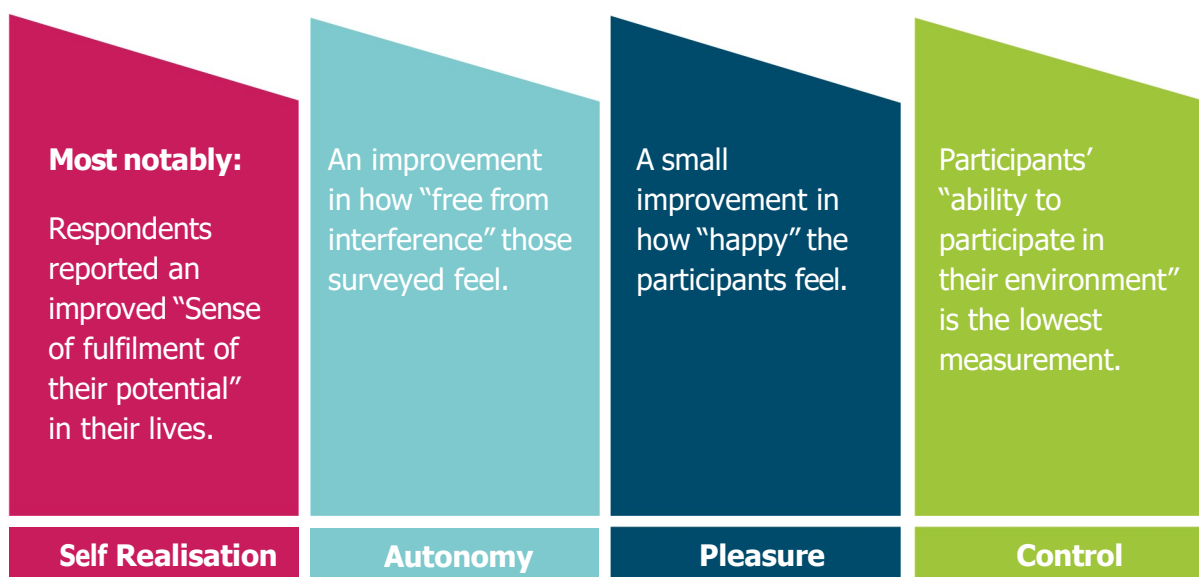 Most notably:
Respondents
reported an
improved “Sense
of fulfilment of
their potential”
in their lives.
Self Realisation
An improvement
in how “free from
interference” those
surveyed feel.
Autonomy
A small
improvement in
how “happy” the
participants feel.
Pleasure
Participants’
“ability to
participate in
their environment”
is the lowest
measurement.
Control